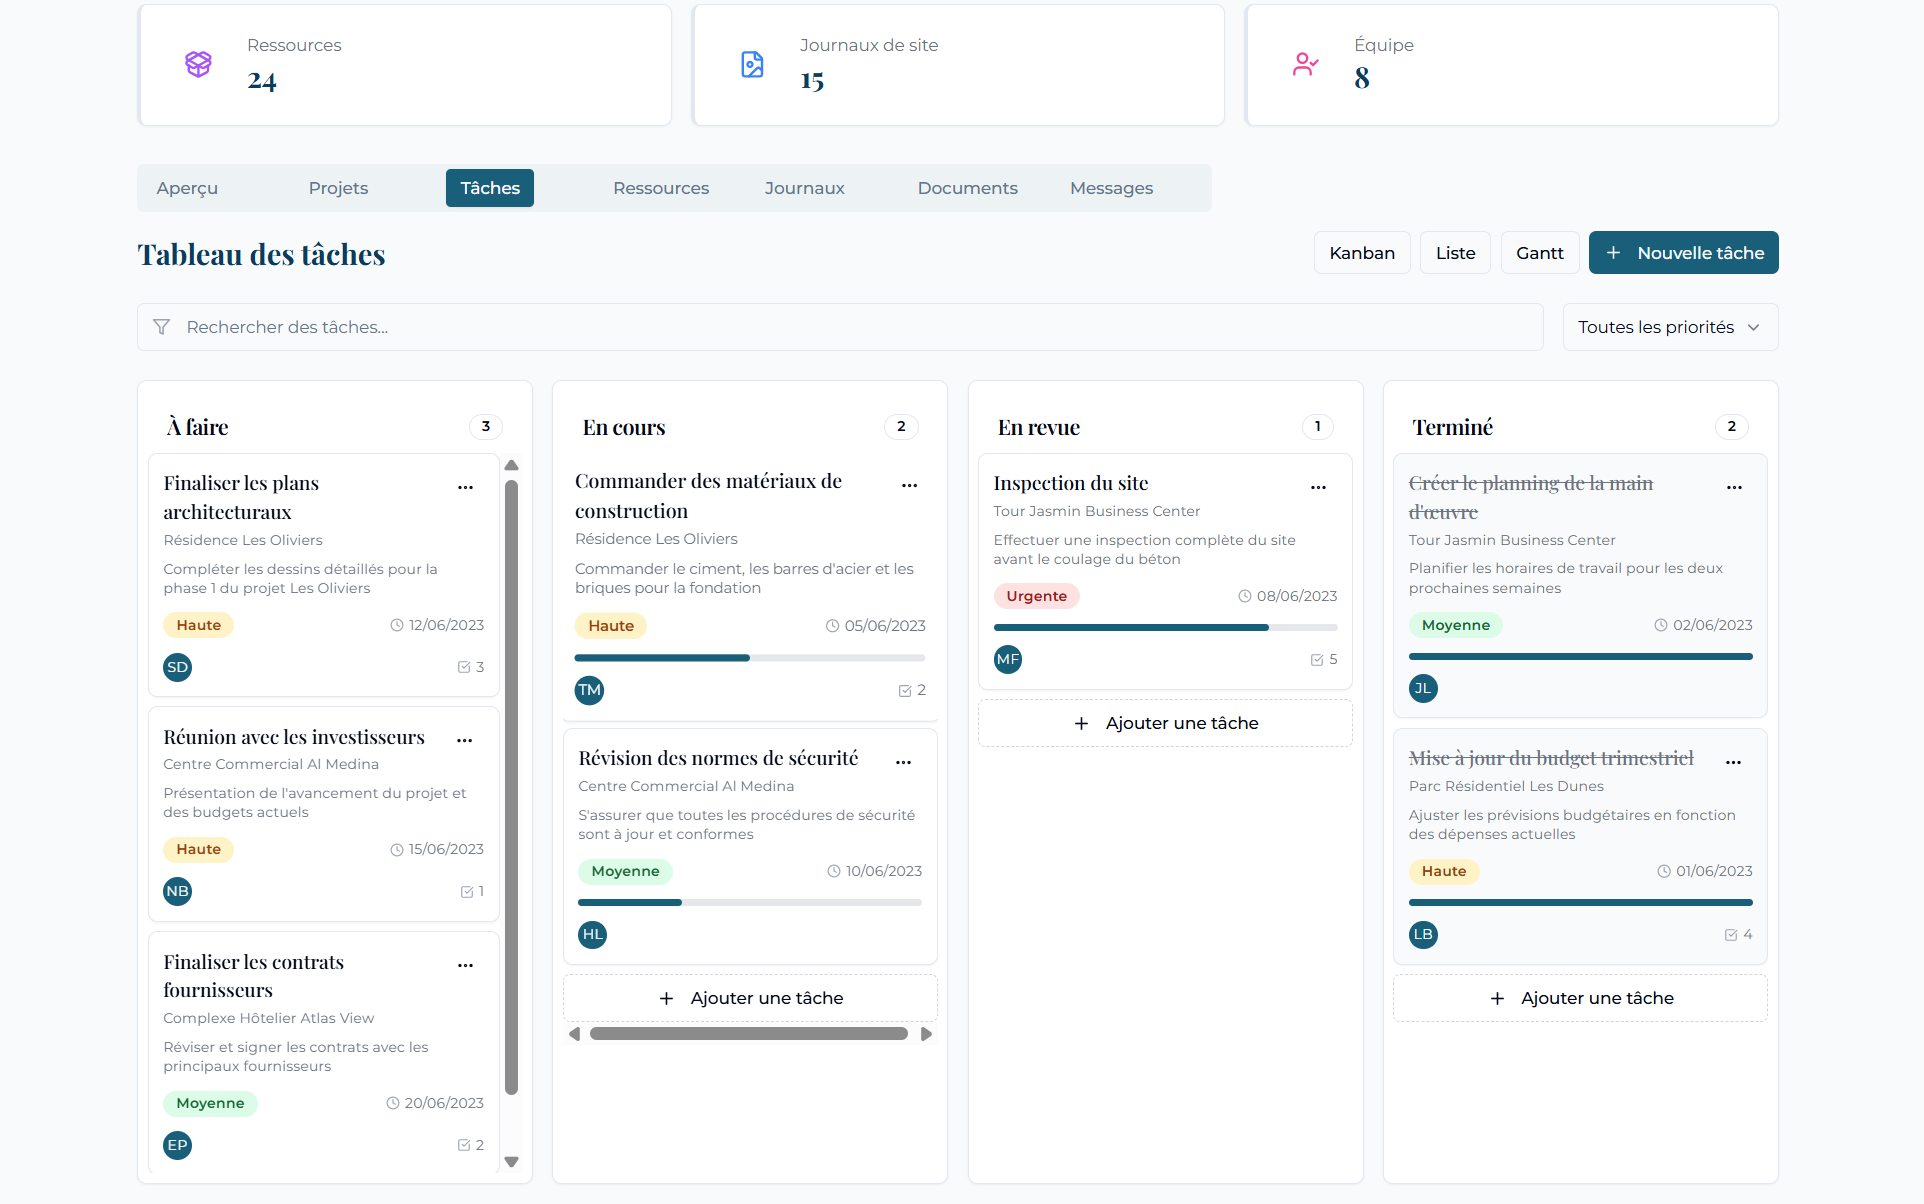 Ressources
24
Journaux de site
15
Équipe
8
Aperçu
Projets
Tâches
Ressources
Journaux
Documents
Messages
Tableau des tâches
Kanban
Liste
Gantt
Nouvelle tâche
Rechercher des tâches...
Toutes les priorités
À faire
3
Finaliser les plans
architecturaux
Résidence Les Oliviers
Compléter les dessins détaillés pour la
phase 1 du projet Les Oliviers
Haute
12/06/2023
SD
3
Réunion avec les investisseurs
Centre Commercial Al Medina
Présentation de l'avancement du projet et
des budgets actuels
Haute
15/06/2023
NB
1
Finaliser les contrats
fournisseurs
Complexe Hôtelier Atlas View
Réviser et signer les contrats avec les
principaux fournisseurs
Moyenne
20/06/2023
EP
2
En cours
2
Commander des matériaux de
construction
Résidence Les Oliviers
Commander le ciment, les barres d'acier et les
briques pour la fondation
Haute
05/06/2023
TM
2
Révision des normes de sécurité
Centre Commercial Al Medina
S'assurer que toutes les procédures de sécurité
sont à jour et conformes
Moyenne
10/06/2023
HL
Ajouter une tâche
En revue
1
Inspection du site
Tour Jasmin Business Center
Effectuer une inspection complète du site
avant le coulage du béton
Urgente
08/06/2023
MF
5
Ajouter une tâche
Terminé
2
Créer le planning de la main
d'œuvre
Tour Jasmin Business Center
Planifier les horaires de travail pour les deux
prochaines semaines
Moyenne
02/06/2023
JL
Mise à jour du budget trimestriel
Parc Résidentiel Les Dunes
Ajuster les prévisions budgétaires en fonction
des dépenses actuelles
Haute
01/06/2023
LB
4
Ajouter une tâche